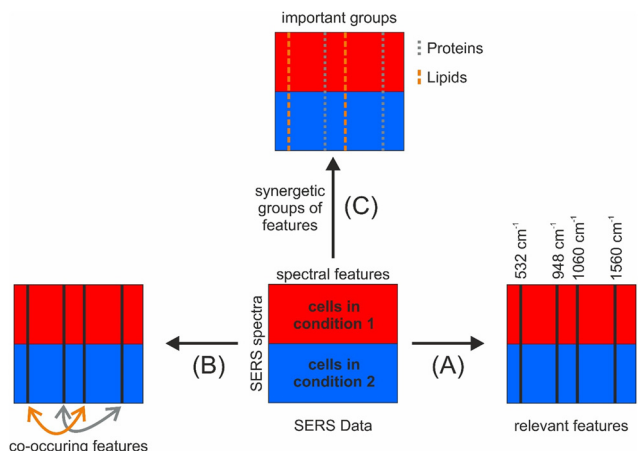 important groups
Proteins
Lipids
synergetic
groups of
features
(C)
532 cm⁻¹
948 cm⁻¹
1060 cm⁻¹
1560 cm⁻¹
spectral features
SERS spectra
cells in
condition 1
cells in
condition 2
(B)
(A)
SERS Data
relevant features
co-occuring features